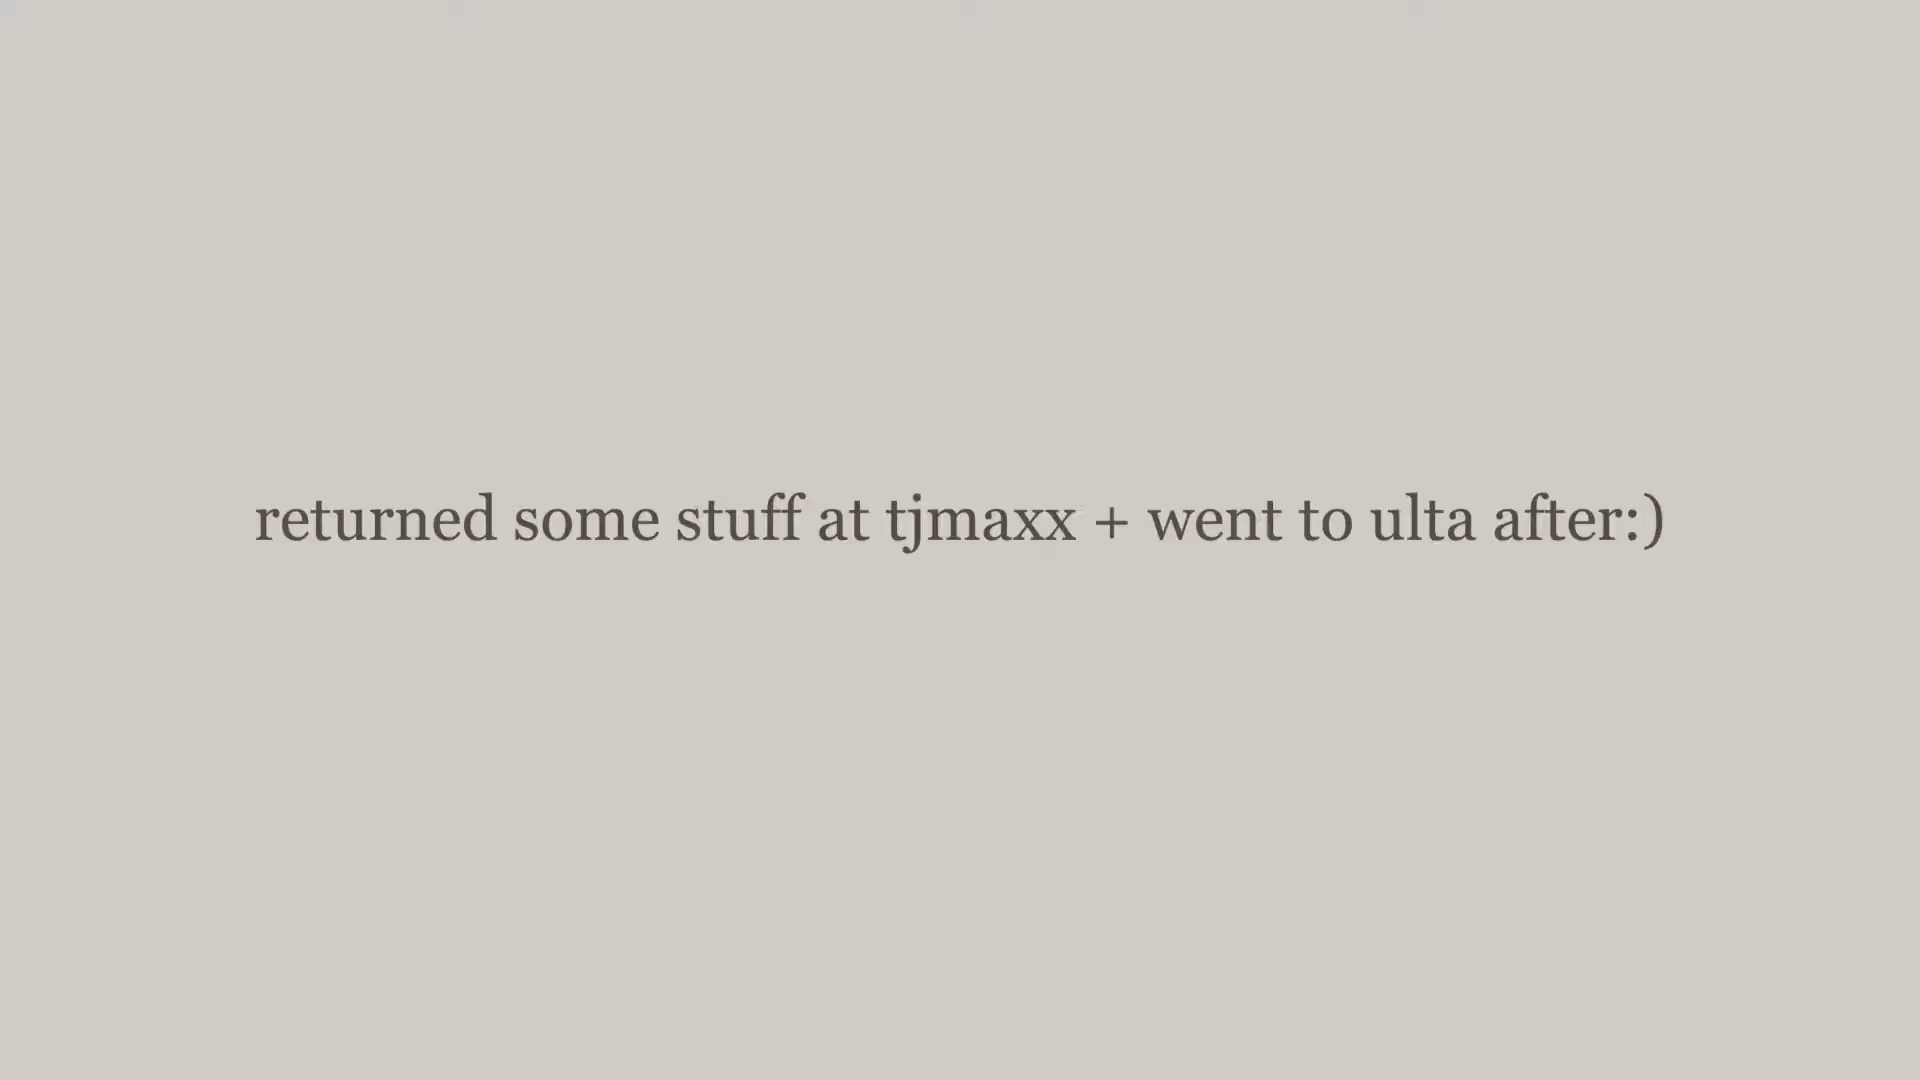 returned some stuff at tjmaxx + went to ulta after:)